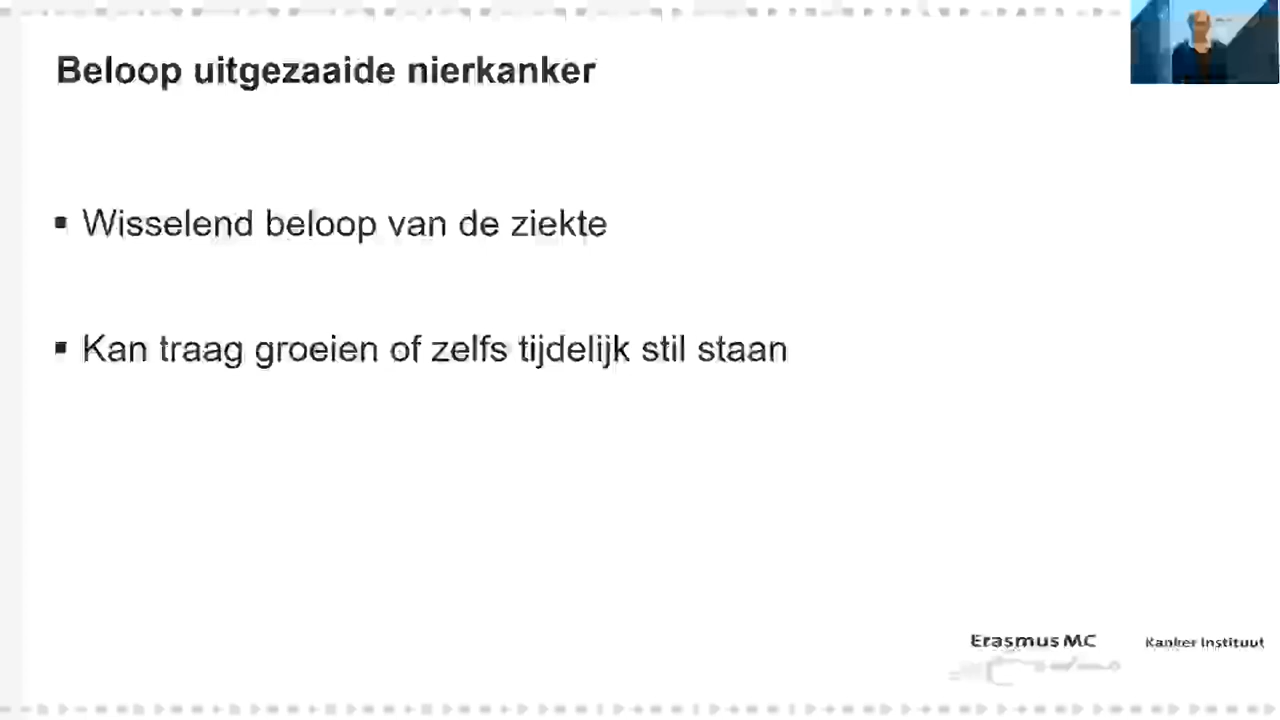 Beloop uitgezaaide nierkanker
▪ Wisselend beloop van de ziekte
▪ Kan traag groeien of zelfs tijdelijk stil staan
Erasmus MC Kanker Instituut